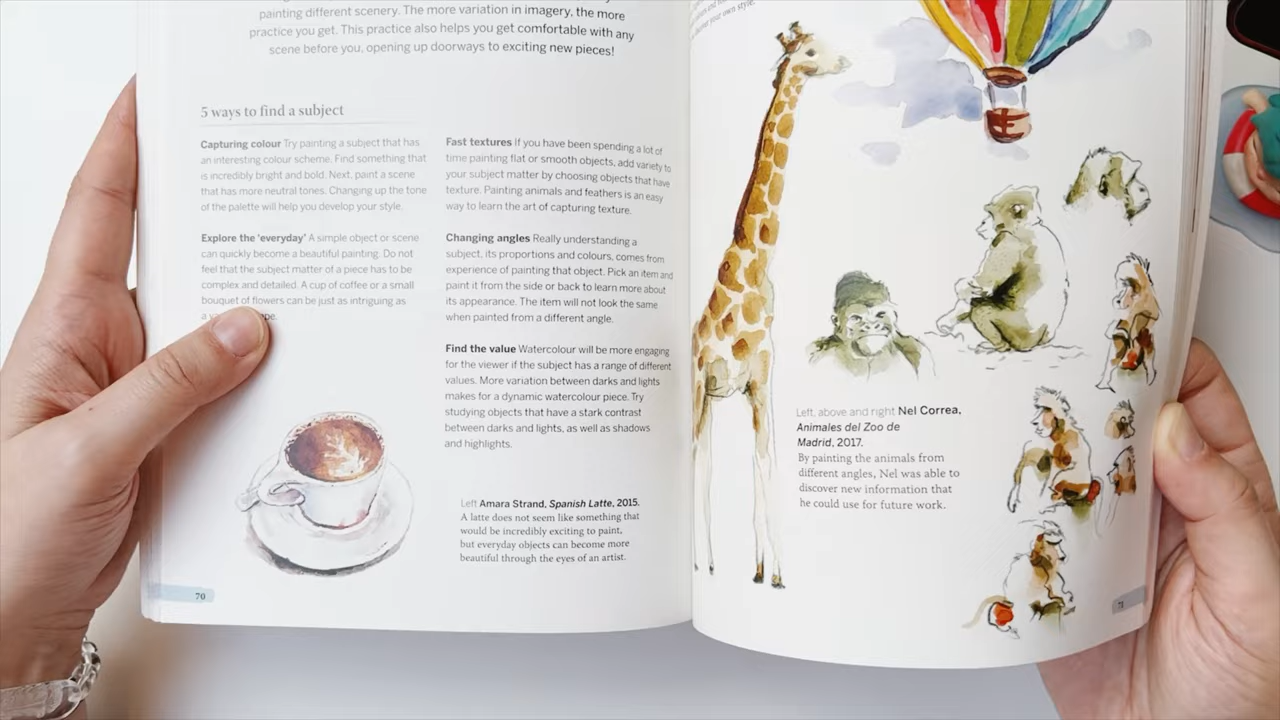 painting different scenery. The more variation in imagery, the more
practice you get. This practice also helps you get comfortable with any
scene before you, opening up doorways to exciting new pieces!
5 ways to find a subject
Capturing colour Try painting a subject that has
an interesting colour scheme. Find something that
is incredibly bright and bold. Next, paint a scene
that has more neutral tones. Changing up the tone
of the palette will help you develop your style.
Explore the 'everyday' A simple object or scene
can quickly become a beautiful painting. Do not
feel that the subject matter of a piece has to be
complex and detailed. A cup of coffee or a small
bouquet of flowers can be just as intriguing as
a
Fast textures If you have been spending a lot of
time painting flat or smooth objects, add variety to
your subject matter by choosing objects that have
texture. Painting animals and feathers is an easy
way to learn the art of capturing texture.
Changing angles Really understanding a
subject, its proportions and colours, comes from
experience of painting that object. Pick an item and
paint it from the side or back to learn more about
its appearance. The item will not look the same
when painted from a different angle.
Find the value Watercolour will be more engaging
for the viewer if the subject has a range of different
values. More variation between darks and lights
makes for a dynamic watercolour piece. Try
studying objects that have a stark contrast
between darks and lights, as well as shadows
and highlights.
Left Amara Strand, Spanish Latte, 2015.
A latte does not seem like something that
would be incredibly exciting to paint,
but everyday objects can become more
beautiful through the eyes of an artist.
70
your own style.
Left, above and right Nel Correa,
Animales del Zoo de
Madrid, 2017.
By painting the animals from
different angles, Nel was able to
discover new information that
he could use for future work.
71